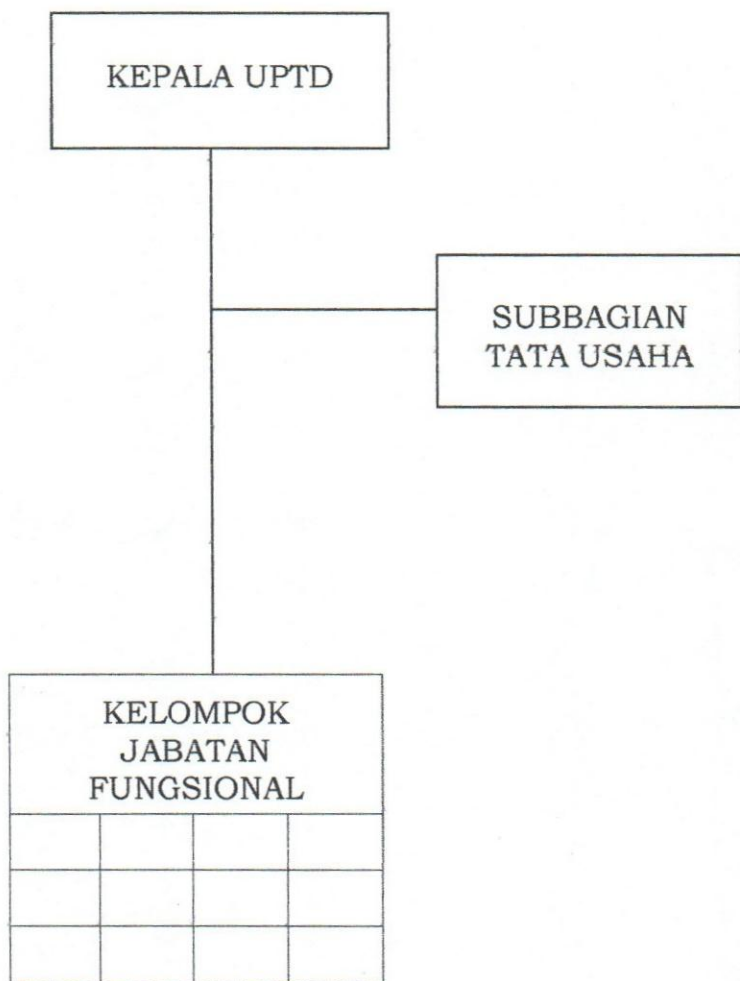 KEPALA UPTD
SUBBAGIAN
TATA USAHA
KELOMPOK
JABATAN
FUNGSIONAL